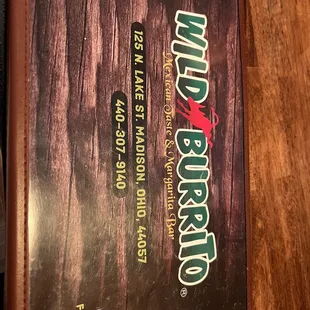 WILD BURRITO®
Mexican Taste & Margarita Bar
125 N. LAKE ST. MADISON, OHIO, 44057
440-307-9140